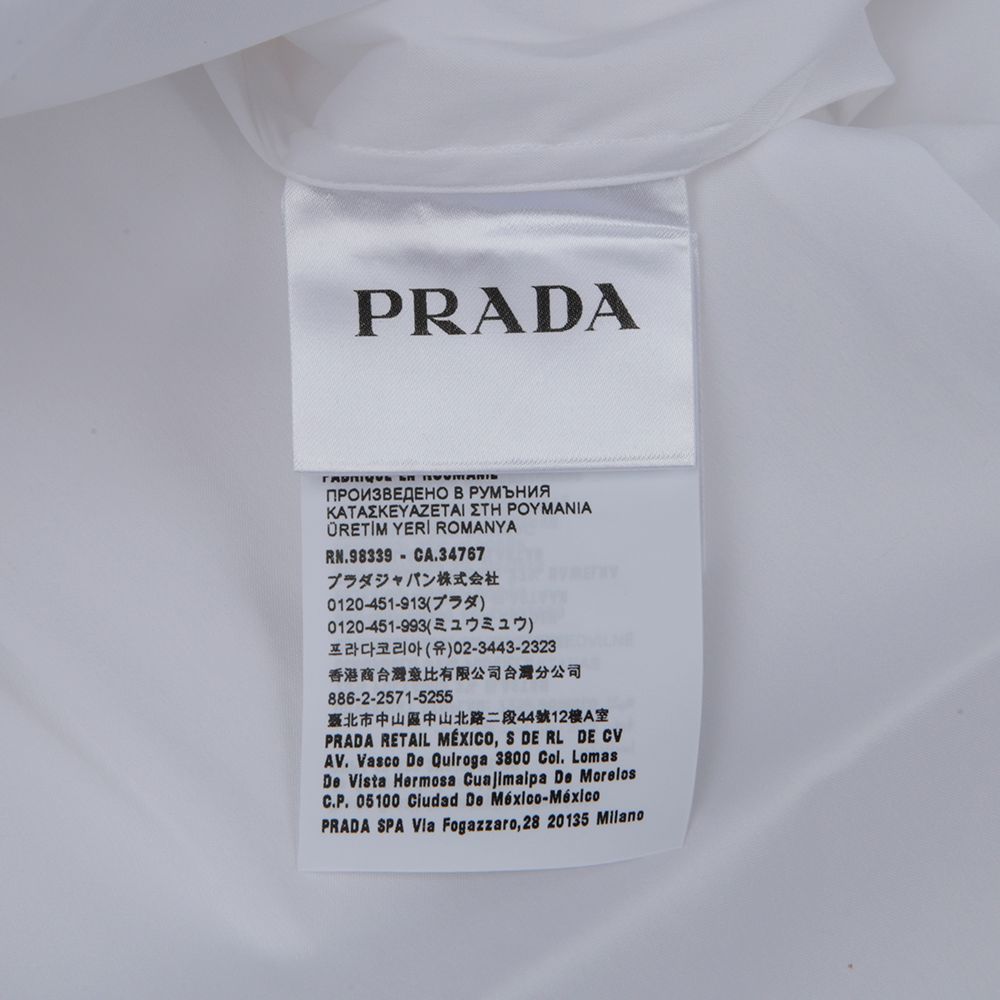 PRADA
FABRIQUÉ EN ROUMANIE
ПРОИЗВЕДЕНО В РУМЪНИЯ
ΚΑΤΑΣΚΕΥΑΖΕΤΑΙ ΣΤΗ ΡΟΥΜΑΝΙΑ
ÜRETİM YERİ ROMANYA
RN.98339 - CA.34767
プラダジャパン株式会社
0120-451-913(プラダ)
0120-451-993(ミュウミュウ)
프라다코리아(유)02-3443-2323
香港商台灣意比有限公司台灣分公司
886-2-2571-5255
臺北市中山區中山北路二段44號12樓A室
PRADA RETAIL MÉXICO, S DE RL DE CV
AV. Vasco De Quiroga 3800 Col. Lomas
De Vista Hermosa Cuajimalpa De Morelos
C.P. 05100 Ciudad De México-México
PRADA SPA Via Fogazzaro,28 20135 Milano